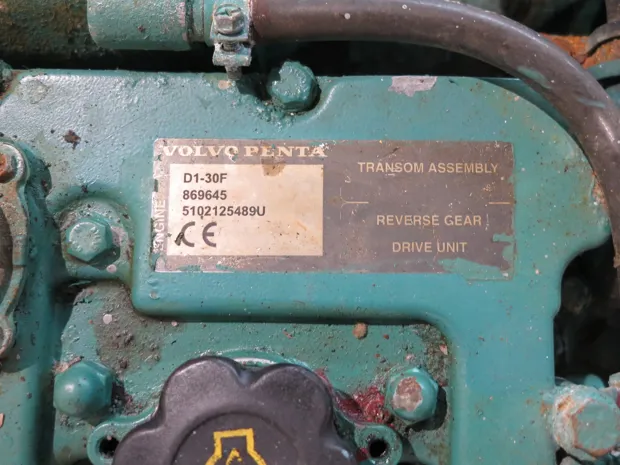 VOLVO PENTA
ENGINE
D1-30F
869645
5102125489U
CE
TRANSOM ASSEMBLY
REVERSE GEAR
DRIVE UNIT